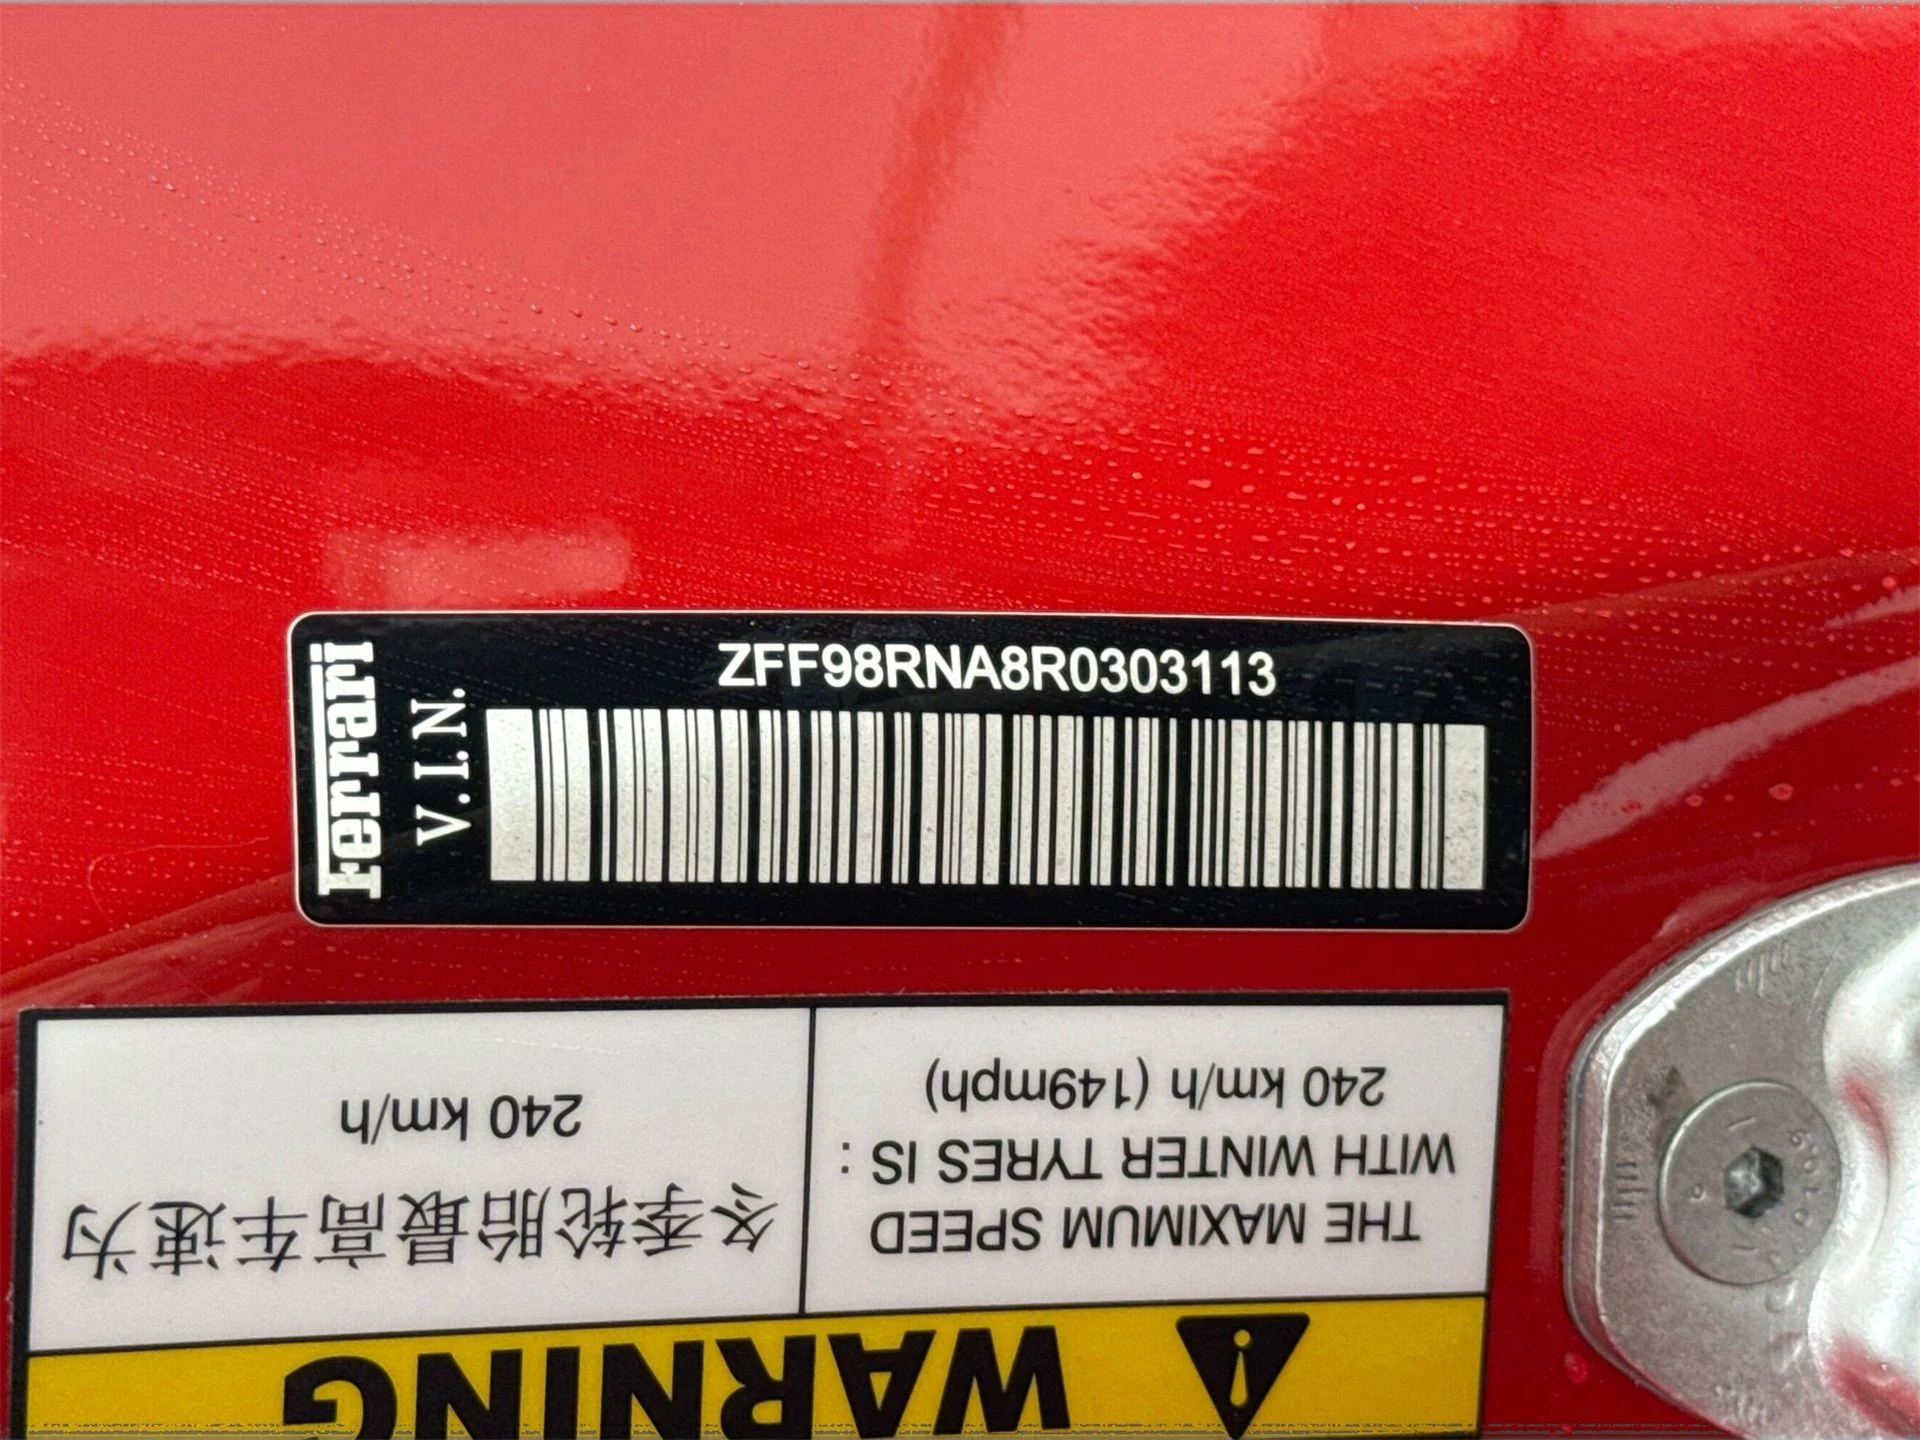 Ferrari
V.I.N.
ZFF98RNA8R0303113
WARNING
THE MAXIMUM SPEED
WITH WINTER TYRES IS :
240 km/h (149mph)
冬季轮胎最高车速为
240 km/h